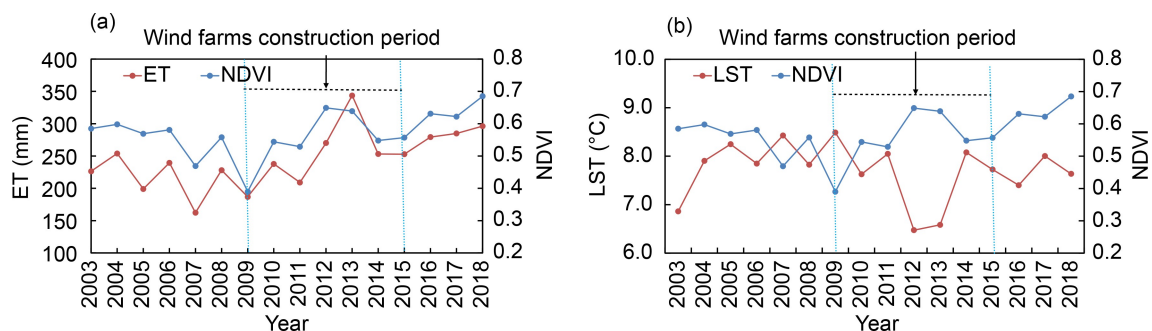 (a)
Wind farms construction period
ET NDVI
ET (mm)
400
350
300
250
200
150
100
NDVI
0.8
0.7
0.6
0.5
0.4
0.3
0.2
2003 2004 2005 2006 2007 2008 2009 2010 2011 2012 2013 2014 2015 2016 2017 2018
Year
(b)
Wind farms construction period
LST NDVI
LST (°C)
10.0
9.0
8.0
7.0
6.0
NDVI
0.8
0.7
0.6
0.5
0.4
0.3
0.2
2003 2004 2005 2006 2007 2008 2009 2010 2011 2012 2013 2014 2015 2016 2017 2018
Year